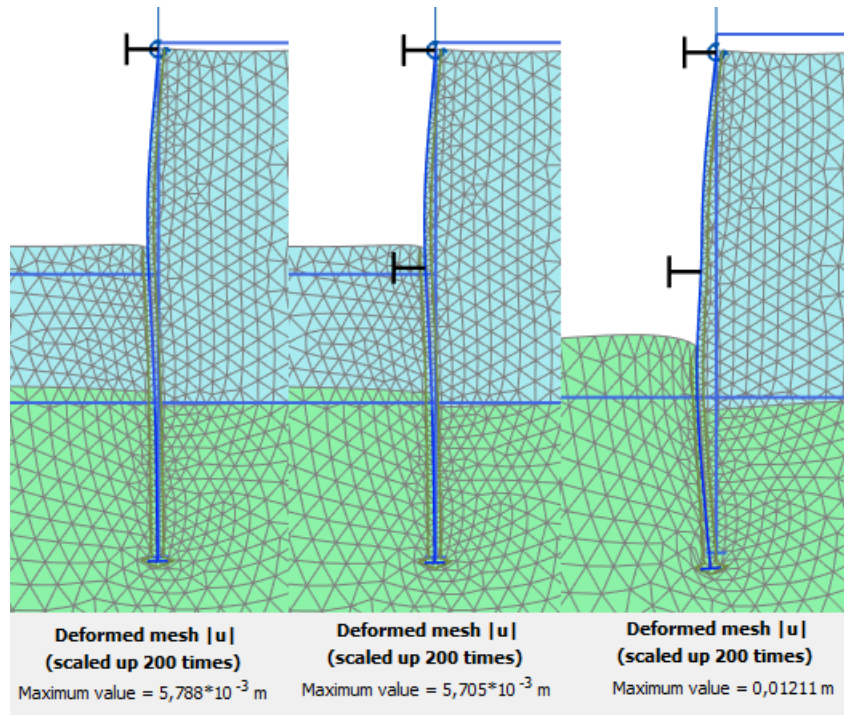 Deformed mesh |u|
(scaled up 200 times)
Maximum value = 5,788*10⁻³ m
Deformed mesh |u|
(scaled up 200 times)
Maximum value = 5,705*10⁻³ m
Deformed mesh |u|
(scaled up 200 times)
Maximum value = 0,01211 m